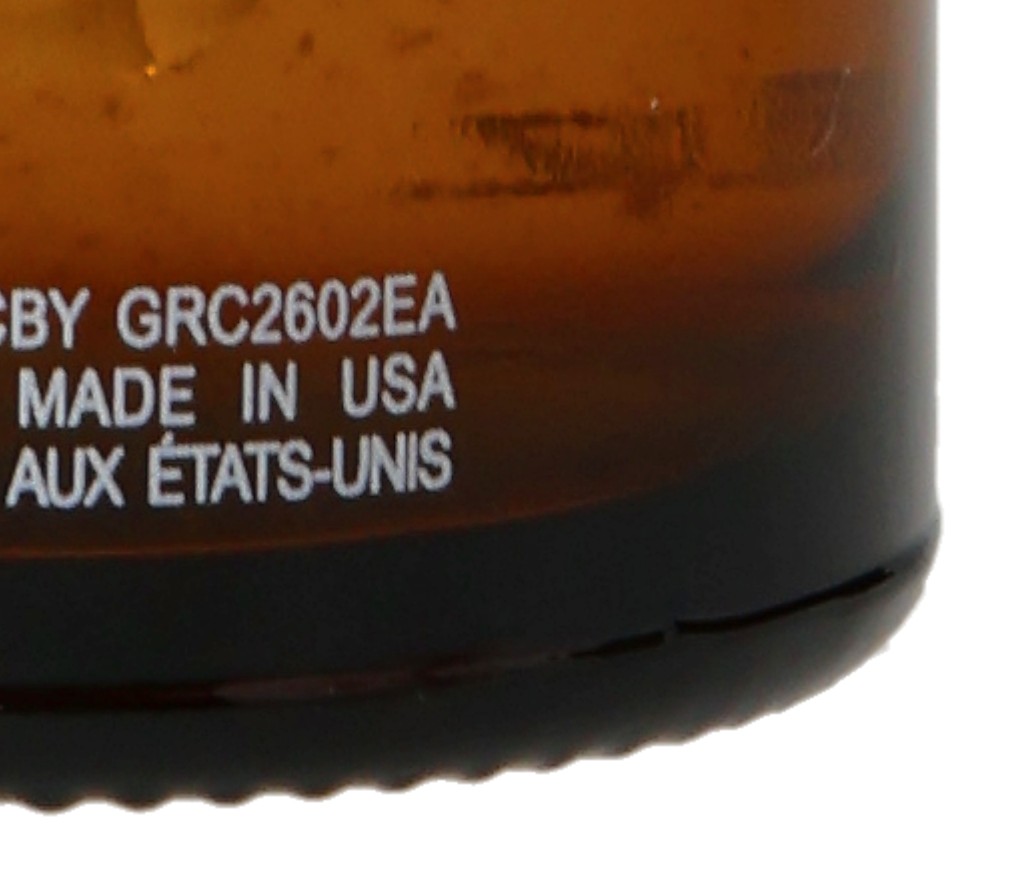 CBY GRC2602EA
MADE IN USA
AUX ÉTATS-UNIS